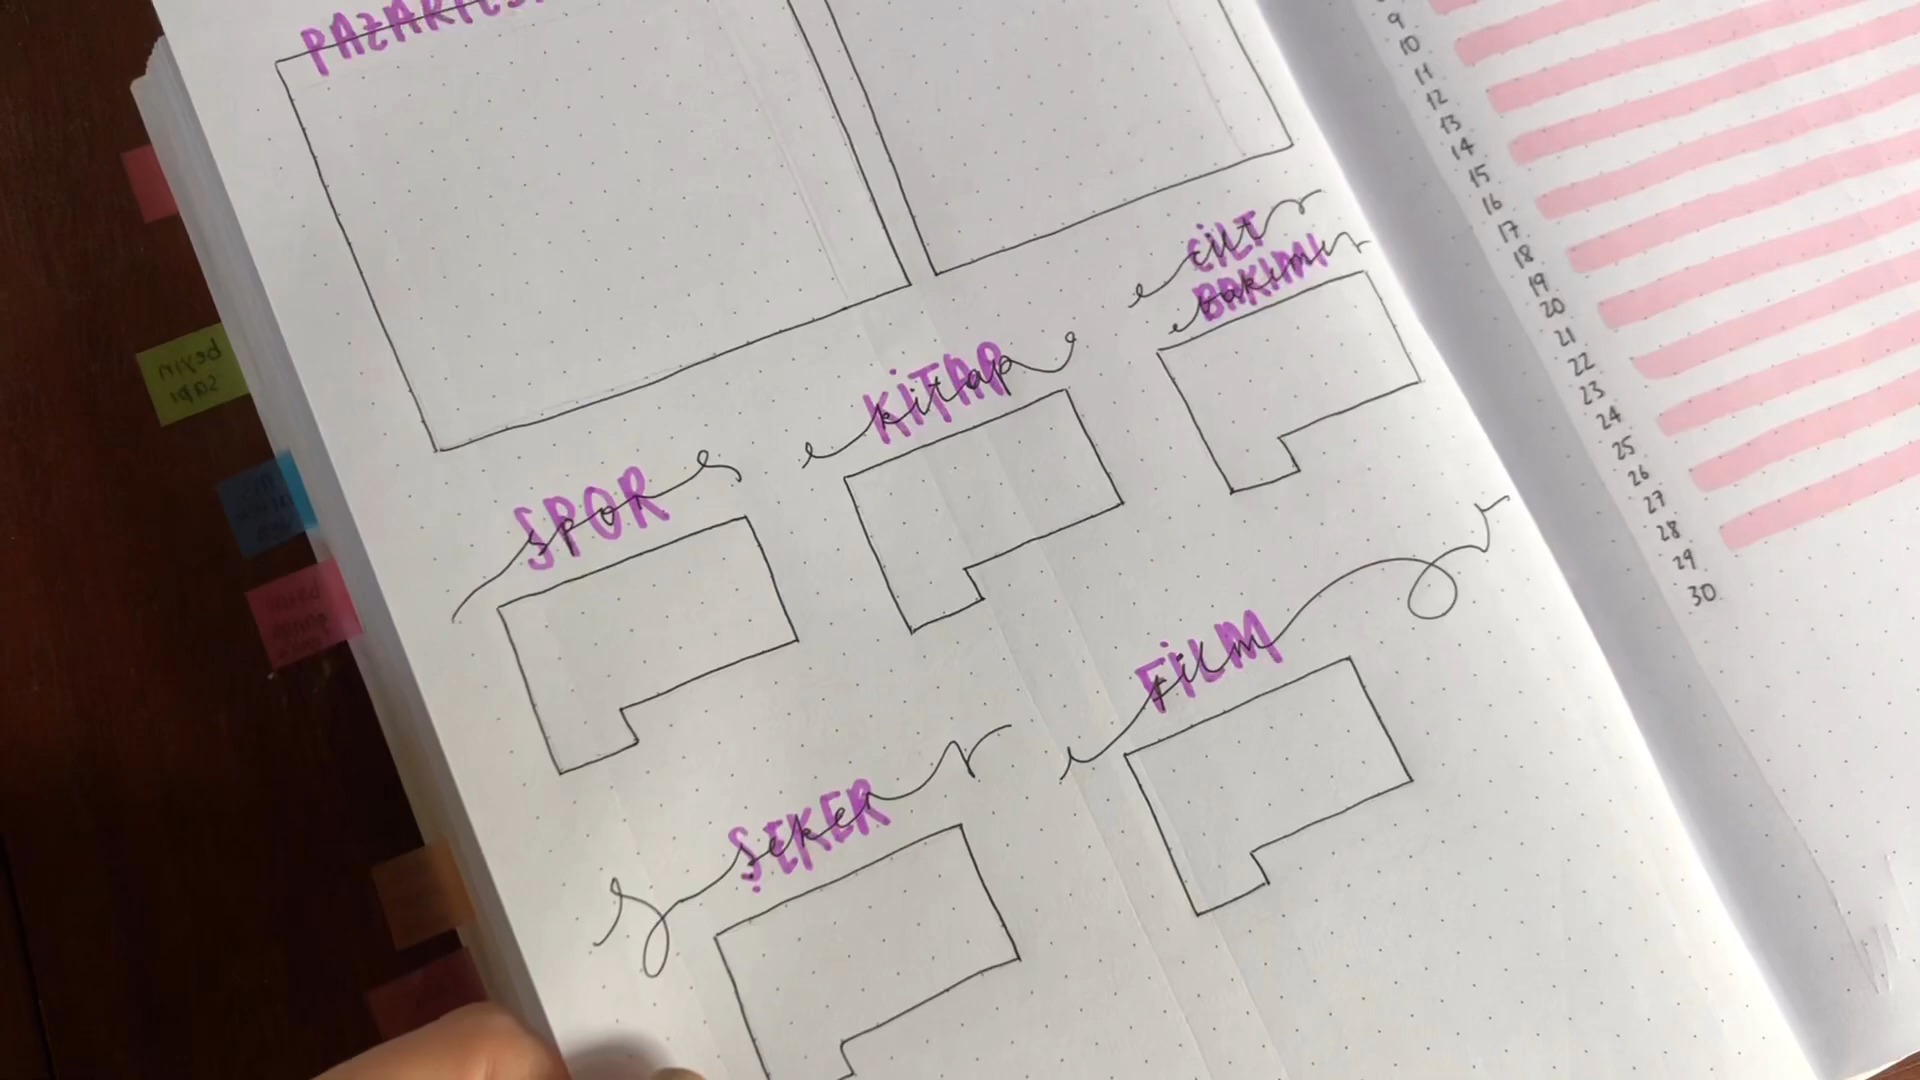 PAZARTESİ
CİLT
cilt
BAKIMI
bakımı
KİTAP
kitap
SPOR
spor
FİLM
film
ŞEKER
şeker
mixed
9
10
11
12
13
14
15
16
17
18
19
20
21
22
23
24
25
26
27
28
29
30